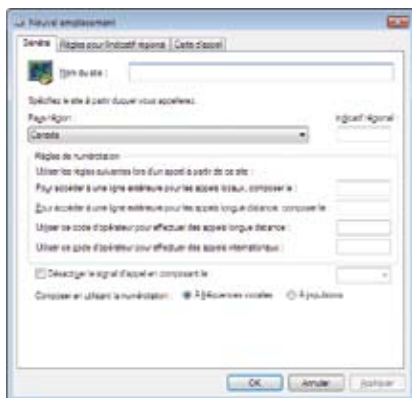 Nouvel emplacement
Général Règles pour l'indicatif régional Carte d'appel
Nom du site :
Spécifiez le site à partir duquel vous appellerez.
Pays/région : Indicatif régional
Canada
Règles de numérotation
Utiliser les règles suivantes lors d'un appel à partir de ce site :
Pour accéder à une ligne extérieure pour les appels locaux, composer le :
Pour accéder à une ligne extérieure pour les appels longue distance, composer le :
Utiliser ce code d'opérateur pour effectuer des appels longue distance :
Utiliser ce code d'opérateur pour effectuer des appels internationaux :
Désactiver le signal d'appel en composant le
Composer en utilisant la numérotation : À fréquences vocales À impulsions
OK Annuler Appliquer